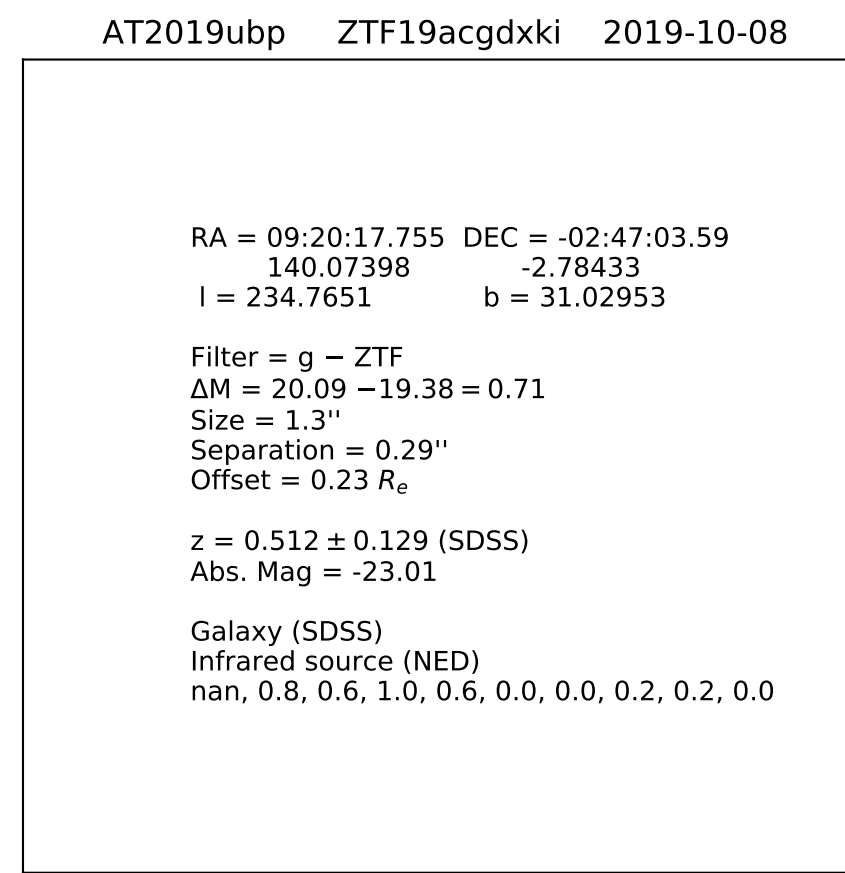 AT2019ubp ZTF19acgdxki 2019-10-08
RA = 09:20:17.755 DEC = -02:47:03.59
140.07398 -2.78433
l = 234.7651 b = 31.02953
Filter = g − ZTF
ΔM = 20.09 −19.38 = 0.71
Size = 1.3''
Separation = 0.29''
Offset = 0.23 Re
z = 0.512 ± 0.129 (SDSS)
Abs. Mag = -23.01
Galaxy (SDSS)
Infrared source (NED)
nan, 0.8, 0.6, 1.0, 0.6, 0.0, 0.0, 0.2, 0.2, 0.0